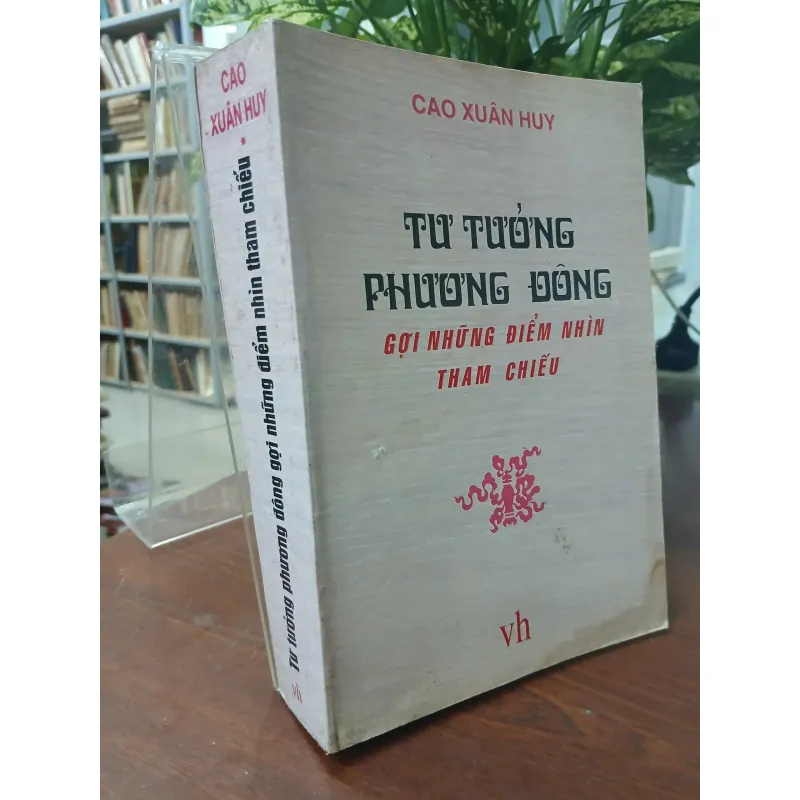 CAO XUÂN HUY
TƯ TƯỞNG
PHƯƠNG ĐÔNG
GỢI NHỮNG ĐIỂM NHÌN
THAM CHIẾU
vh
CAO
XUÂN HUY
Tư tưởng phương đông gợi những điểm nhìn tham chiếu
vh